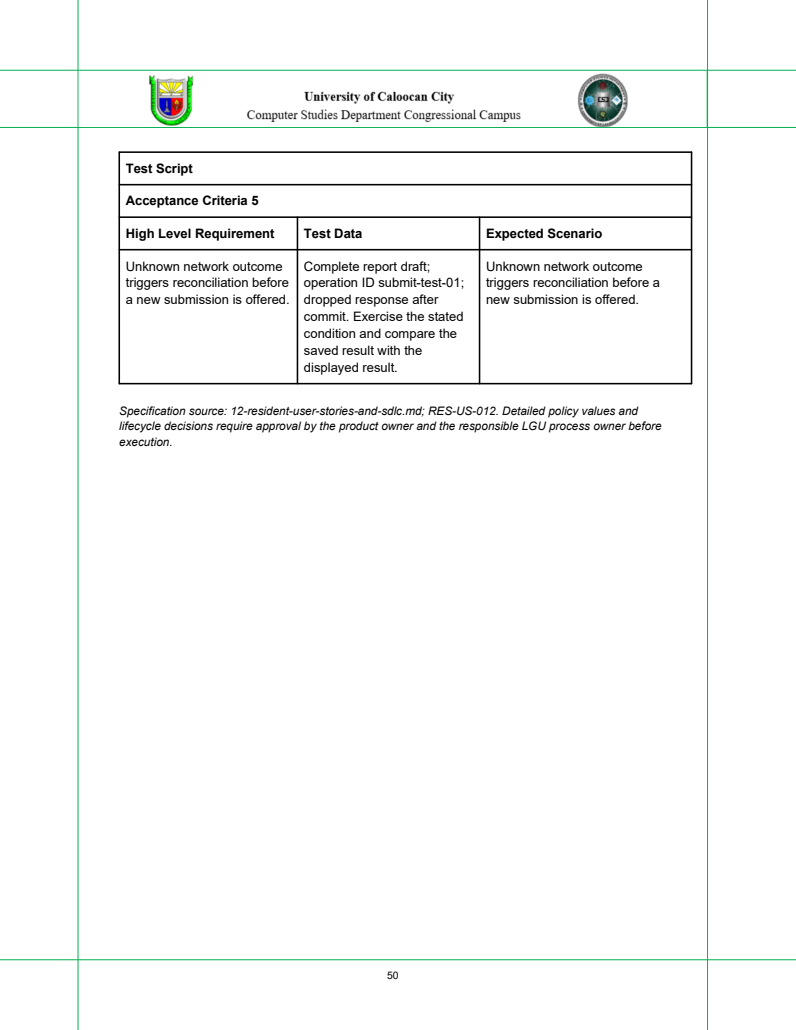 University of Caloocan City
Computer Studies Department Congressional Campus
Test Script
Acceptance Criteria 5
High Level Requirement
Test Data
Expected Scenario
Unknown network outcome
triggers reconciliation before
a new submission is offered.
Complete report draft;
operation ID submit-test-01;
dropped response after
commit. Exercise the stated
condition and compare the
saved result with the
displayed result.
Unknown network outcome
triggers reconciliation before a
new submission is offered.
Specification source: 12-resident-user-stories-and-sdlc.md; RES-US-012. Detailed policy values and
lifecycle decisions require approval by the product owner and the responsible LGU process owner before
execution.
50